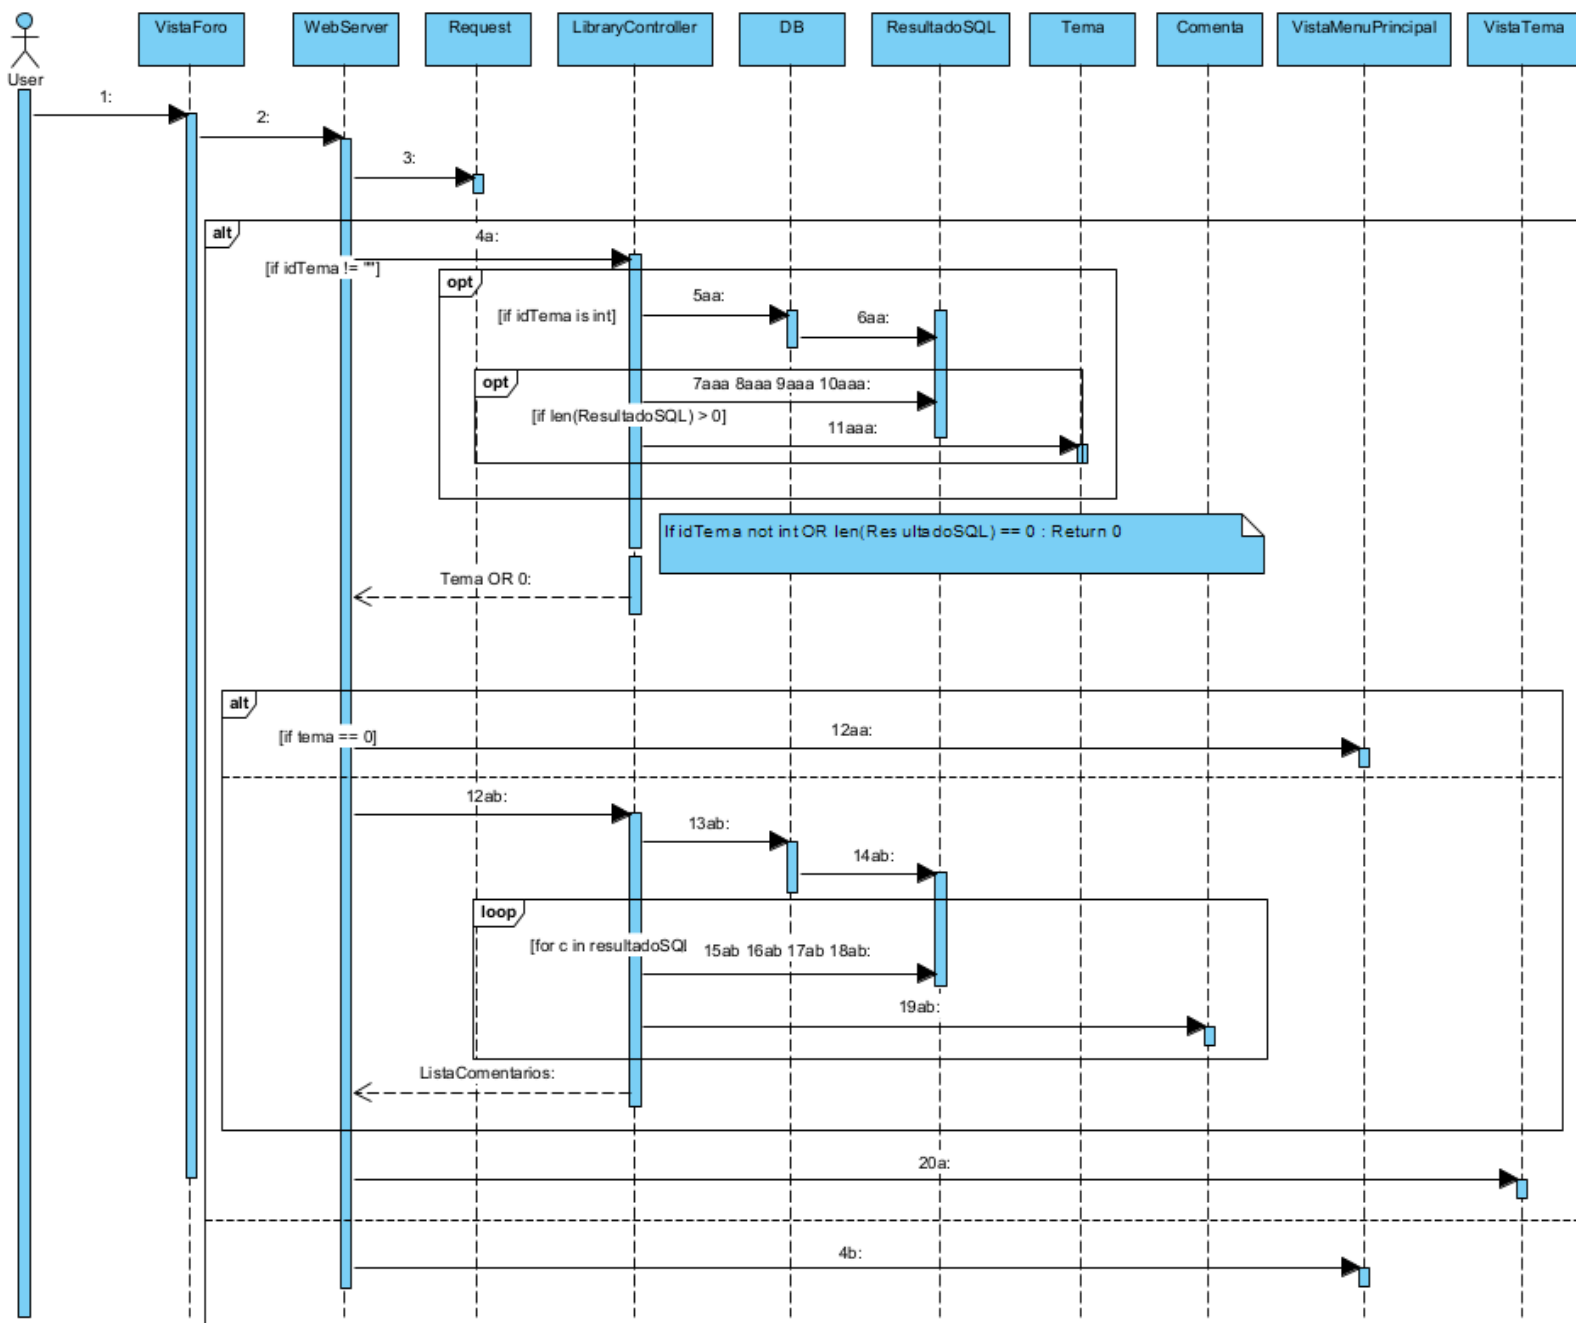 VistaForo
WebServer
Request
LibraryController
DB
ResultadoSQL
Tema
Comenta
VistaMenuPrincipal
VistaTema
User
1:
2:
3:
alt
4a:
[if idTema != ""]
opt
5aa:
[if idTema is int]
6aa:
opt
7aaa 8aaa 9aaa 10aaa:
[if len(ResultadoSQL) > 0]
11aaa:
If idTema not int OR len(ResultadoSQL) == 0 : Return 0
Tema OR 0:
alt
[if tema == 0]
12aa:
12ab:
13ab:
14ab:
loop
[for c in resultadoSQl
15ab 16ab 17ab 18ab:
19ab:
ListaComentarios:
20a:
4b: